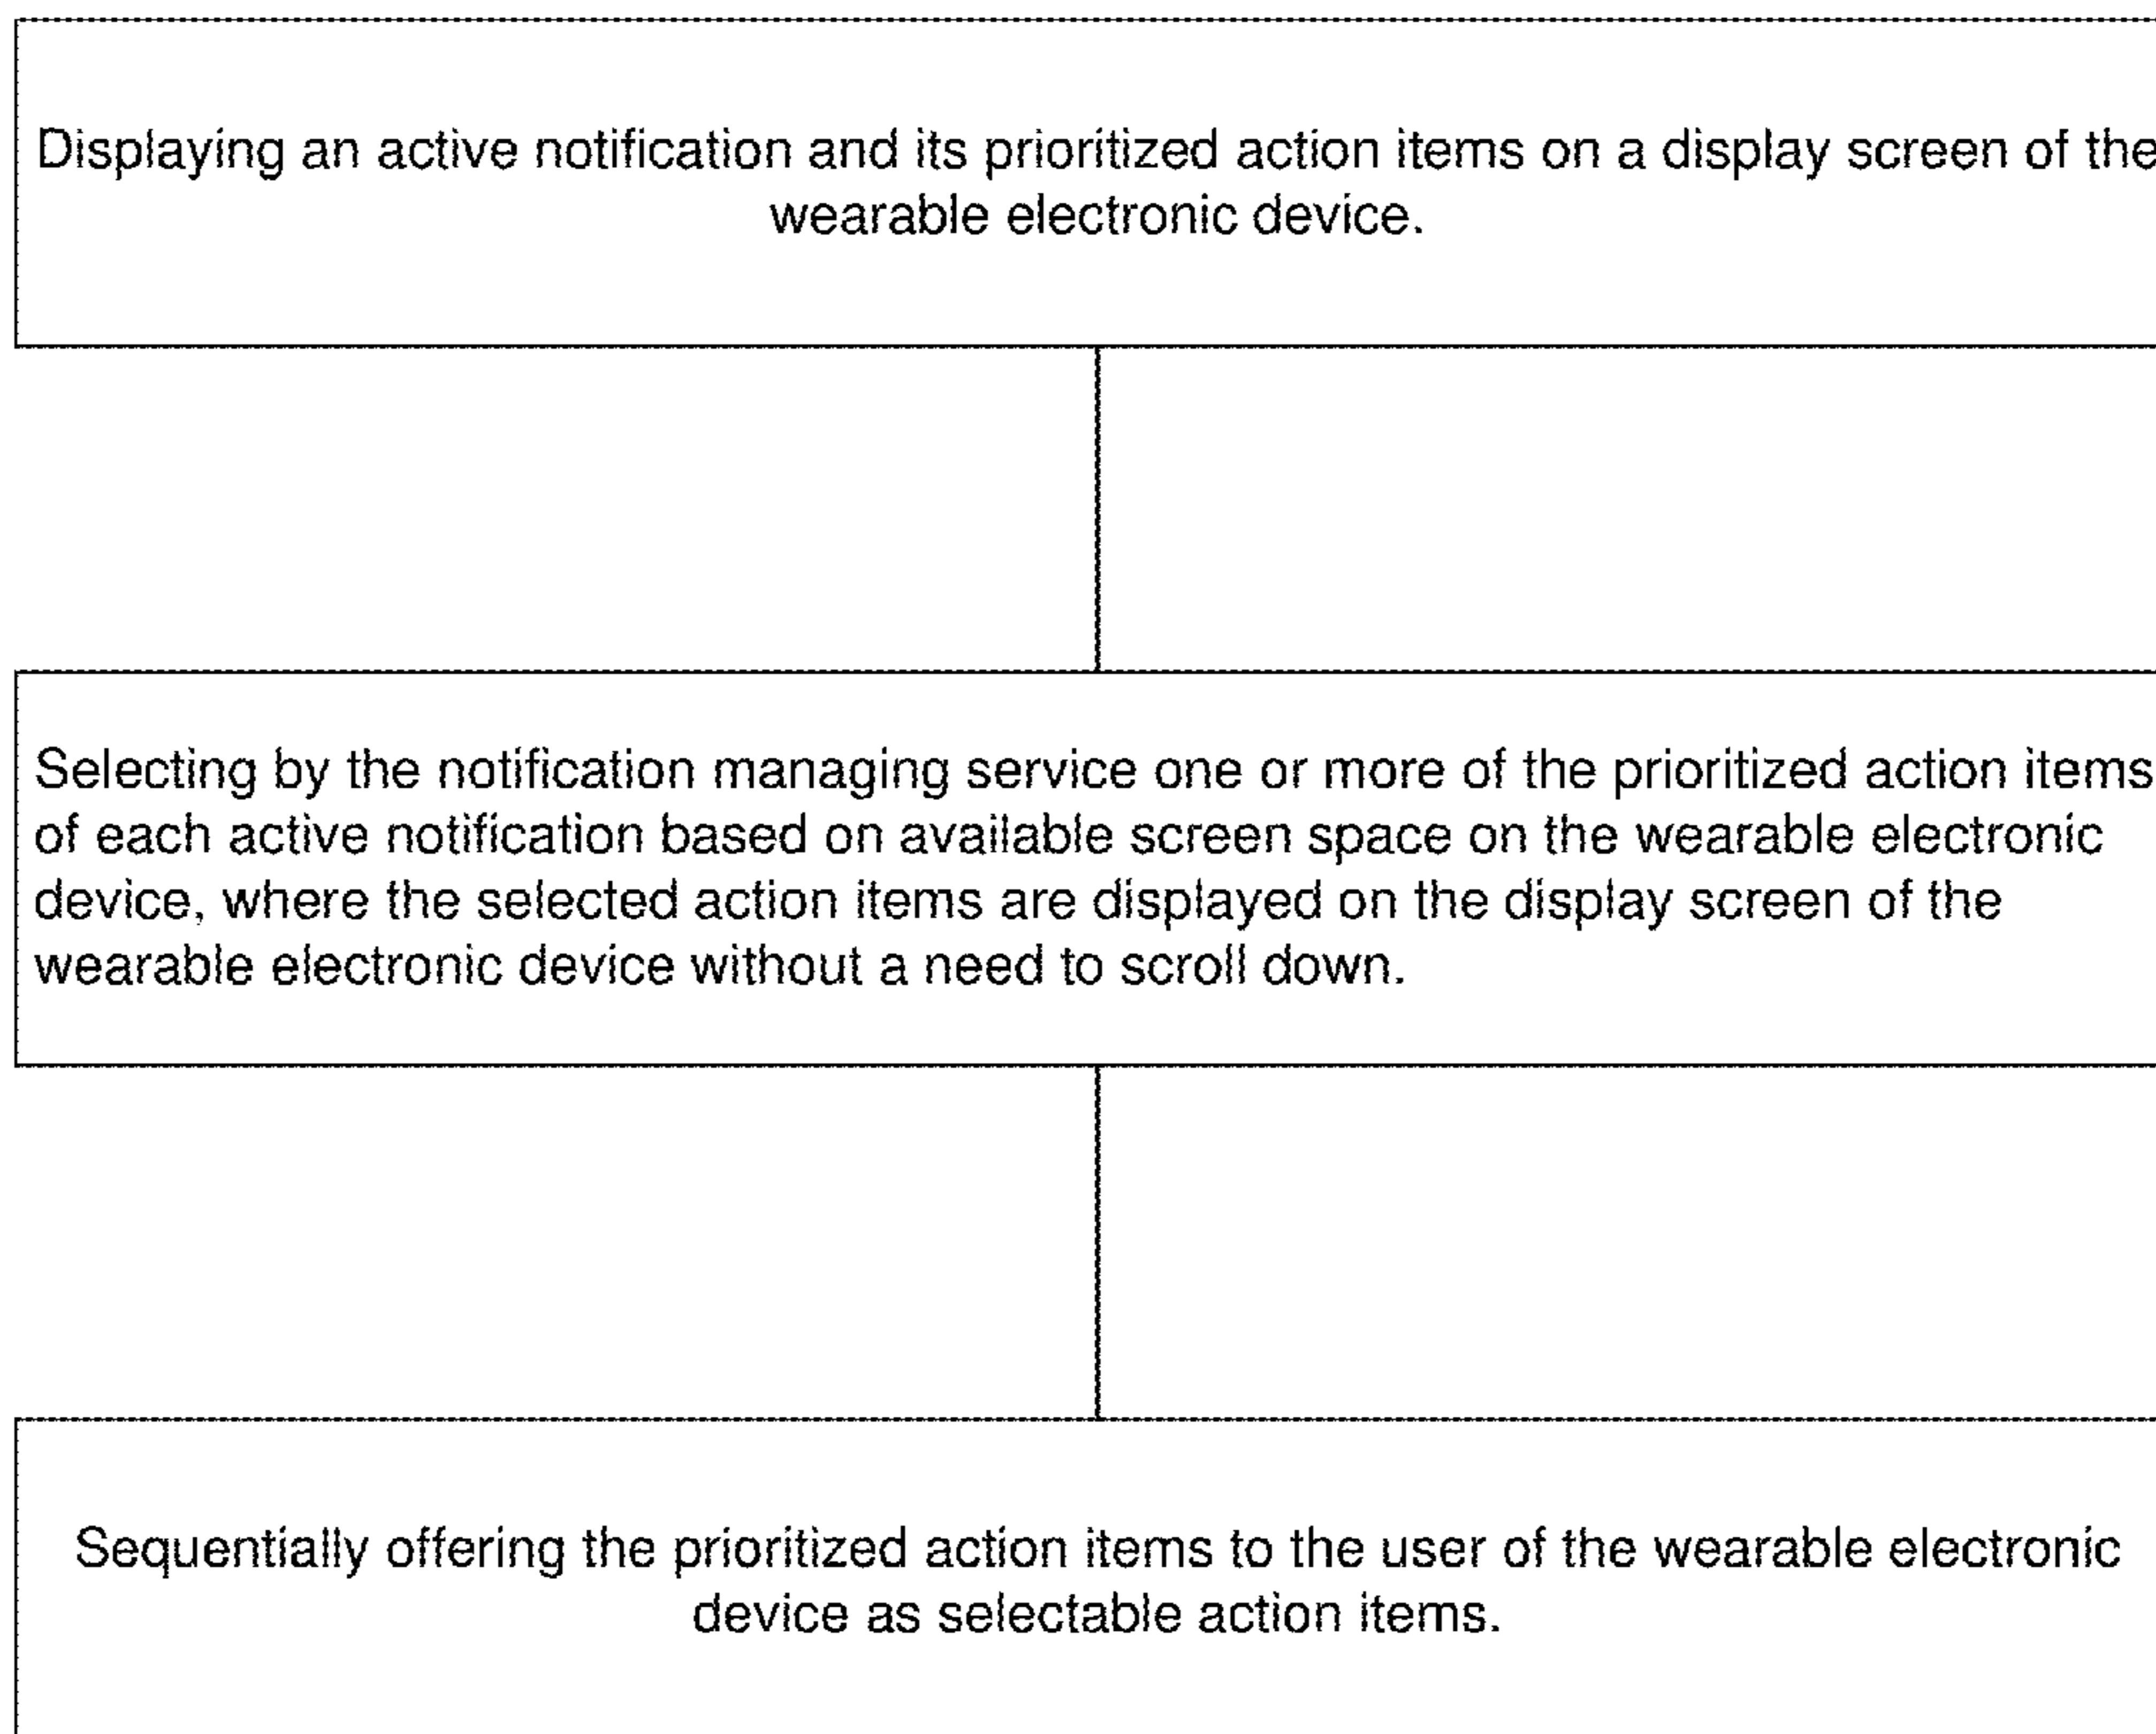 Displaying an active notification and its prioritized action items on a display screen of the
wearable electronic device.
Selecting by the notification managing service one or more of the prioritized action items
of each active notification based on available screen space on the wearable electronic
device, where the selected action items are displayed on the display screen of the
wearable electronic device without a need to scroll down.
Sequentially offering the prioritized action items to the user of the wearable electronic
device as selectable action items.